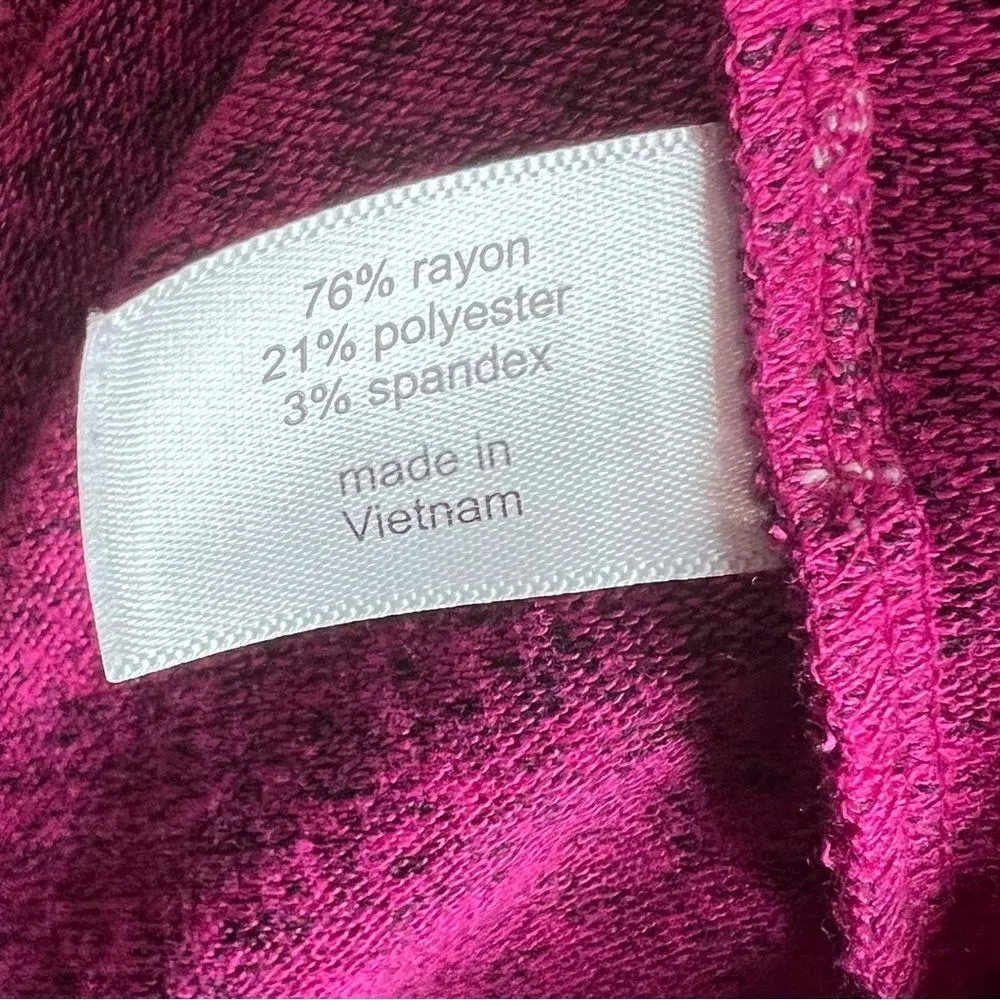 76% rayon
21% polyester
3% spandex
made in
Vietnam